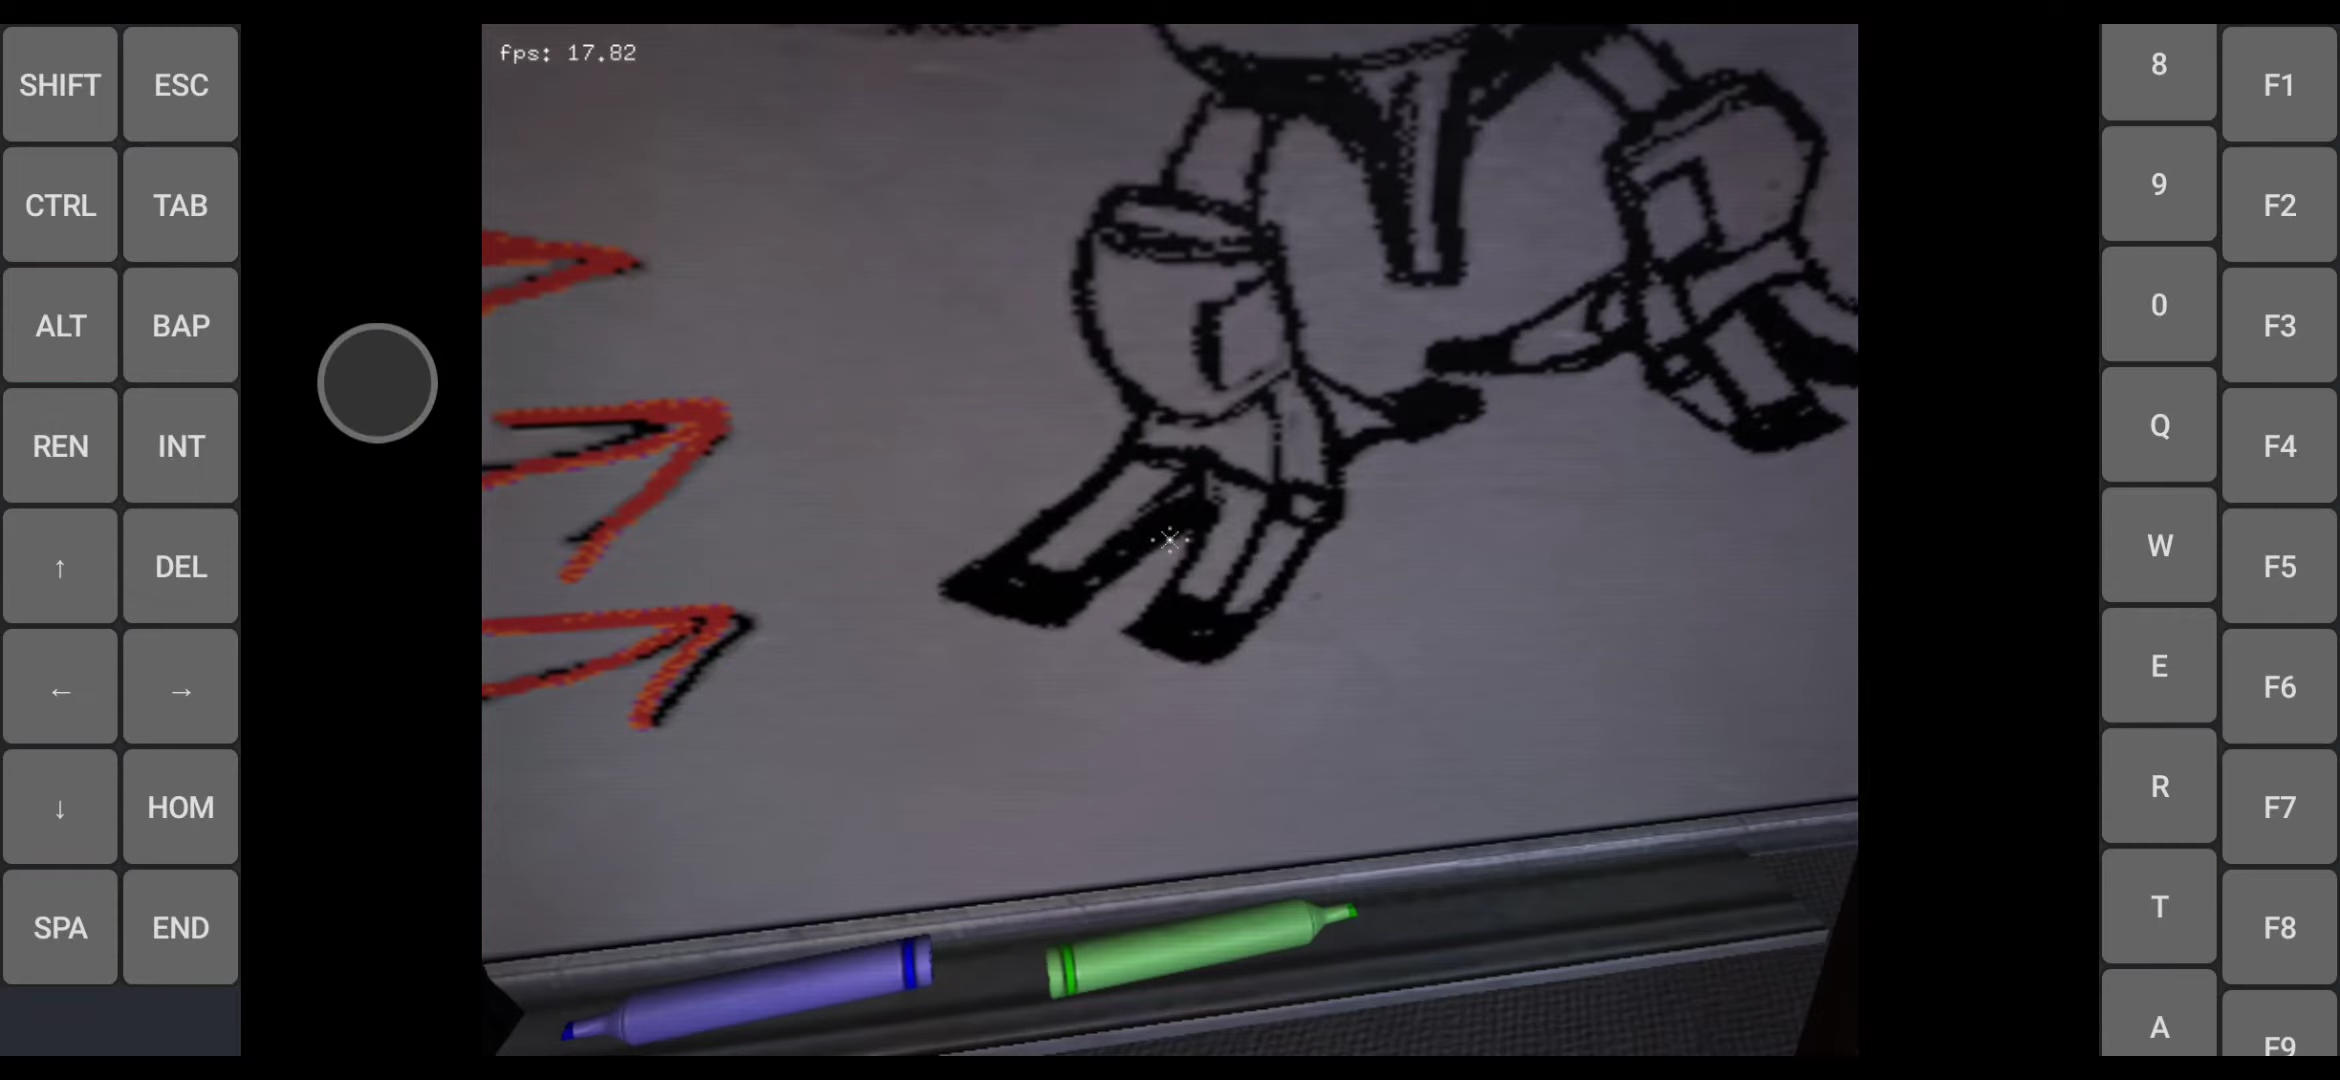 fps: 17.82
SHIFT ESC
CTRL TAB
ALT BAP
REN INT
↑ DEL
← →
↓ HOM
SPA END
8 F1
9 F2
0 F3
Q F4
W F5
E F6
R F7
T F8
A F9